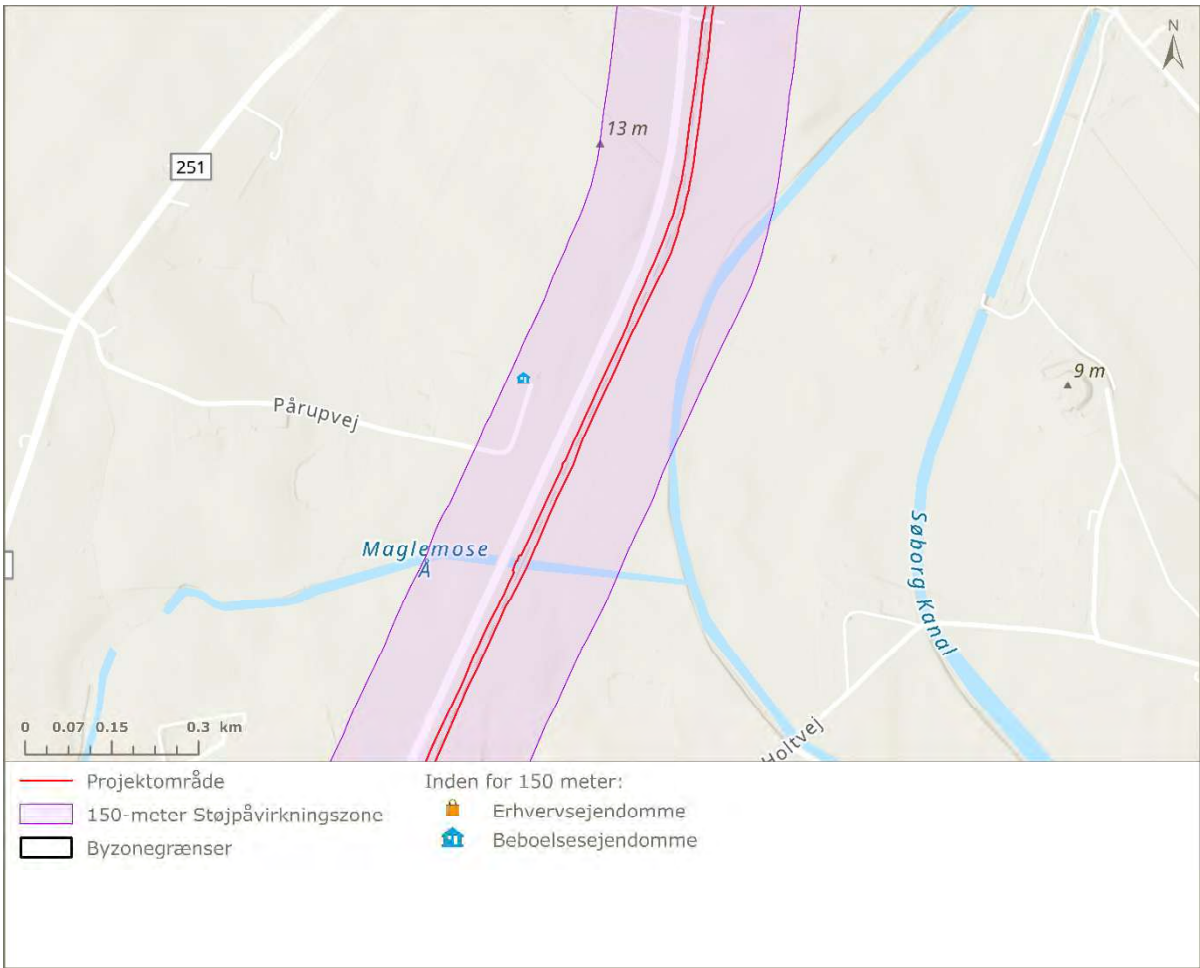 N
13 m
251
9 m
Pårupvej
Maglemose
Å
Søborg Kanal
0 0.07 0.15 0.3 km
Holtvej
Projektområde
150-meter Støjpåvirkningszone
Byzonegrænser
Inden for 150 meter:
Erhvervsejendomme
Beboelsesejendomme